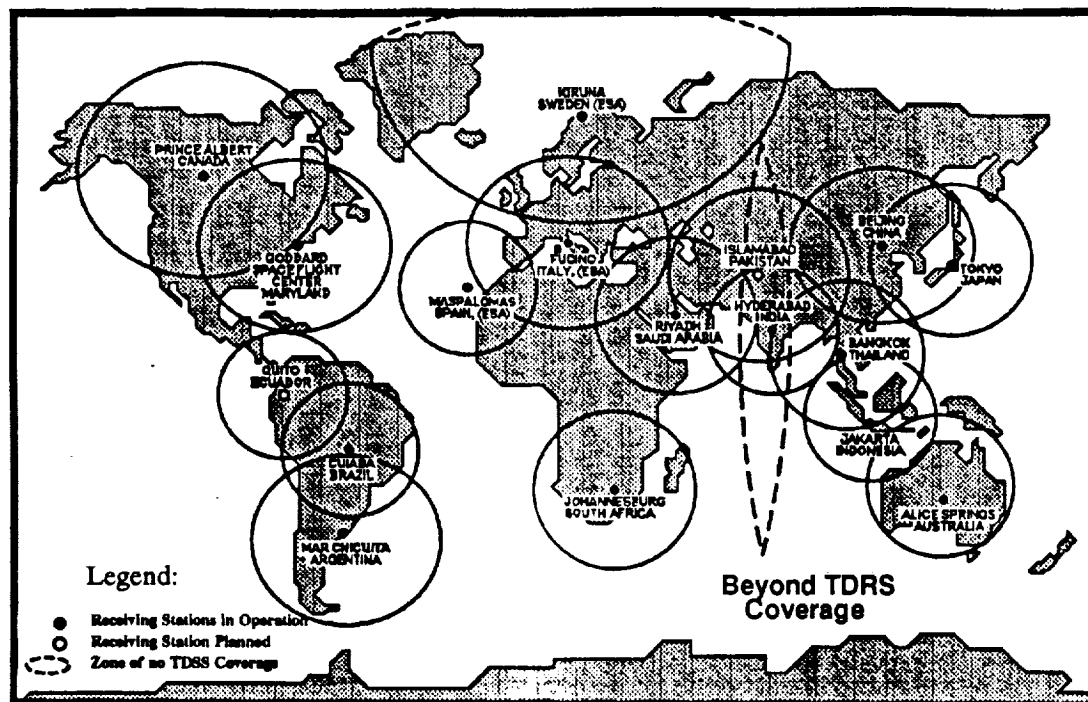 KIRUNA
SWEDEN (ESA)
PRINCE ALBERT
CANADA
GODDARD
SPACEFLIGHT
CENTER
MARYLAND
MASPALOMAS
SPAIN, (ESA)
FUCINO
ITALY, (ESA)
ISLAMABAD
PAKISTAN
BEIJING
CHINA
TOKYO
JAPAN
HYDERABAD
INDIA
RIYADH
SAUDI ARABIA
BANGKOK
THAILAND
QUITO
ECUADOR
CUIABA
BRAZIL
JAKARTA
INDONESIA
JOHANNESBURG
SOUTH AFRICA
ALICE SPRINGS
AUSTRALIA
MAR CHIQUITA
ARGENTINA
Beyond TDRS
Coverage
Legend:
Receiving Stations in Operation
Receiving Station Planned
Zone of no TDSS Coverage